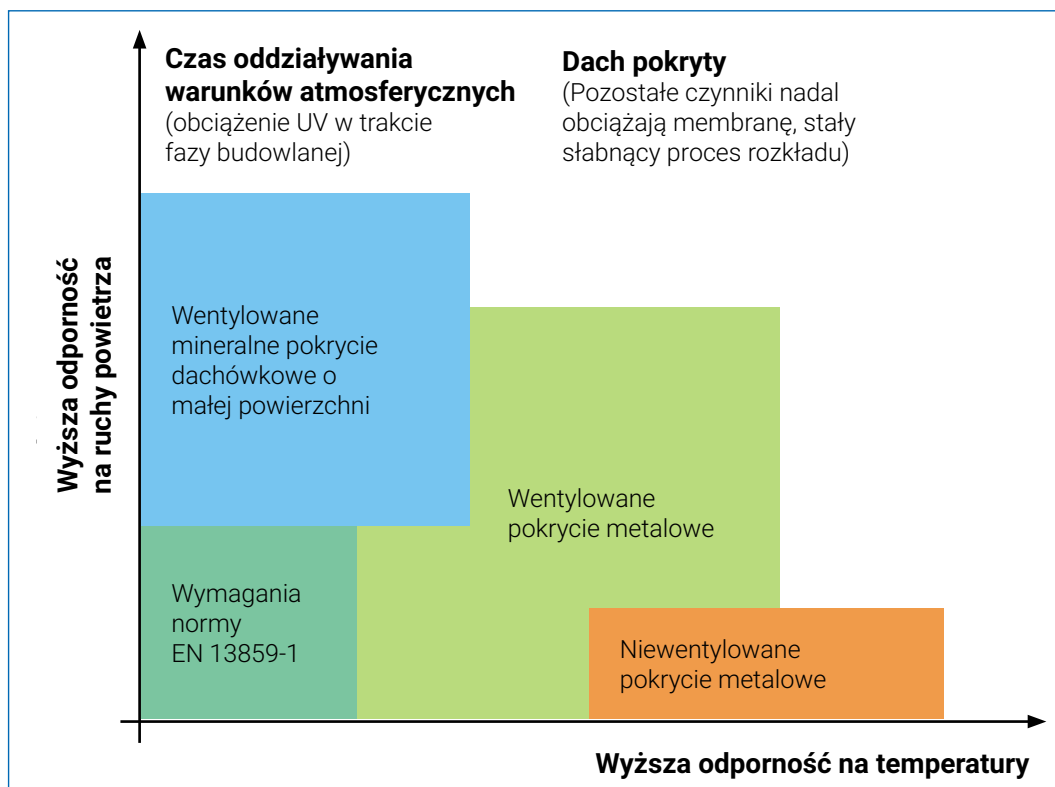 Czas oddziaływania
warunków atmosferycznych
(obciążenie UV w trakcie
fazy budowlanej)
Dach pokryty
(Pozostałe czynniki nadal
obciążają membranę, stały
słabnący proces rozkładu)
Wyższa odporność
na ruchy powietrza
Wentylowane
mineralne pokrycie
dachówkowe o
małej powierzchni
Wentylowane
pokrycie metalowe
Wymagania
normy
EN 13859-1
Niewentylowane
pokrycie metalowe
Wyższa odporność na temperatury